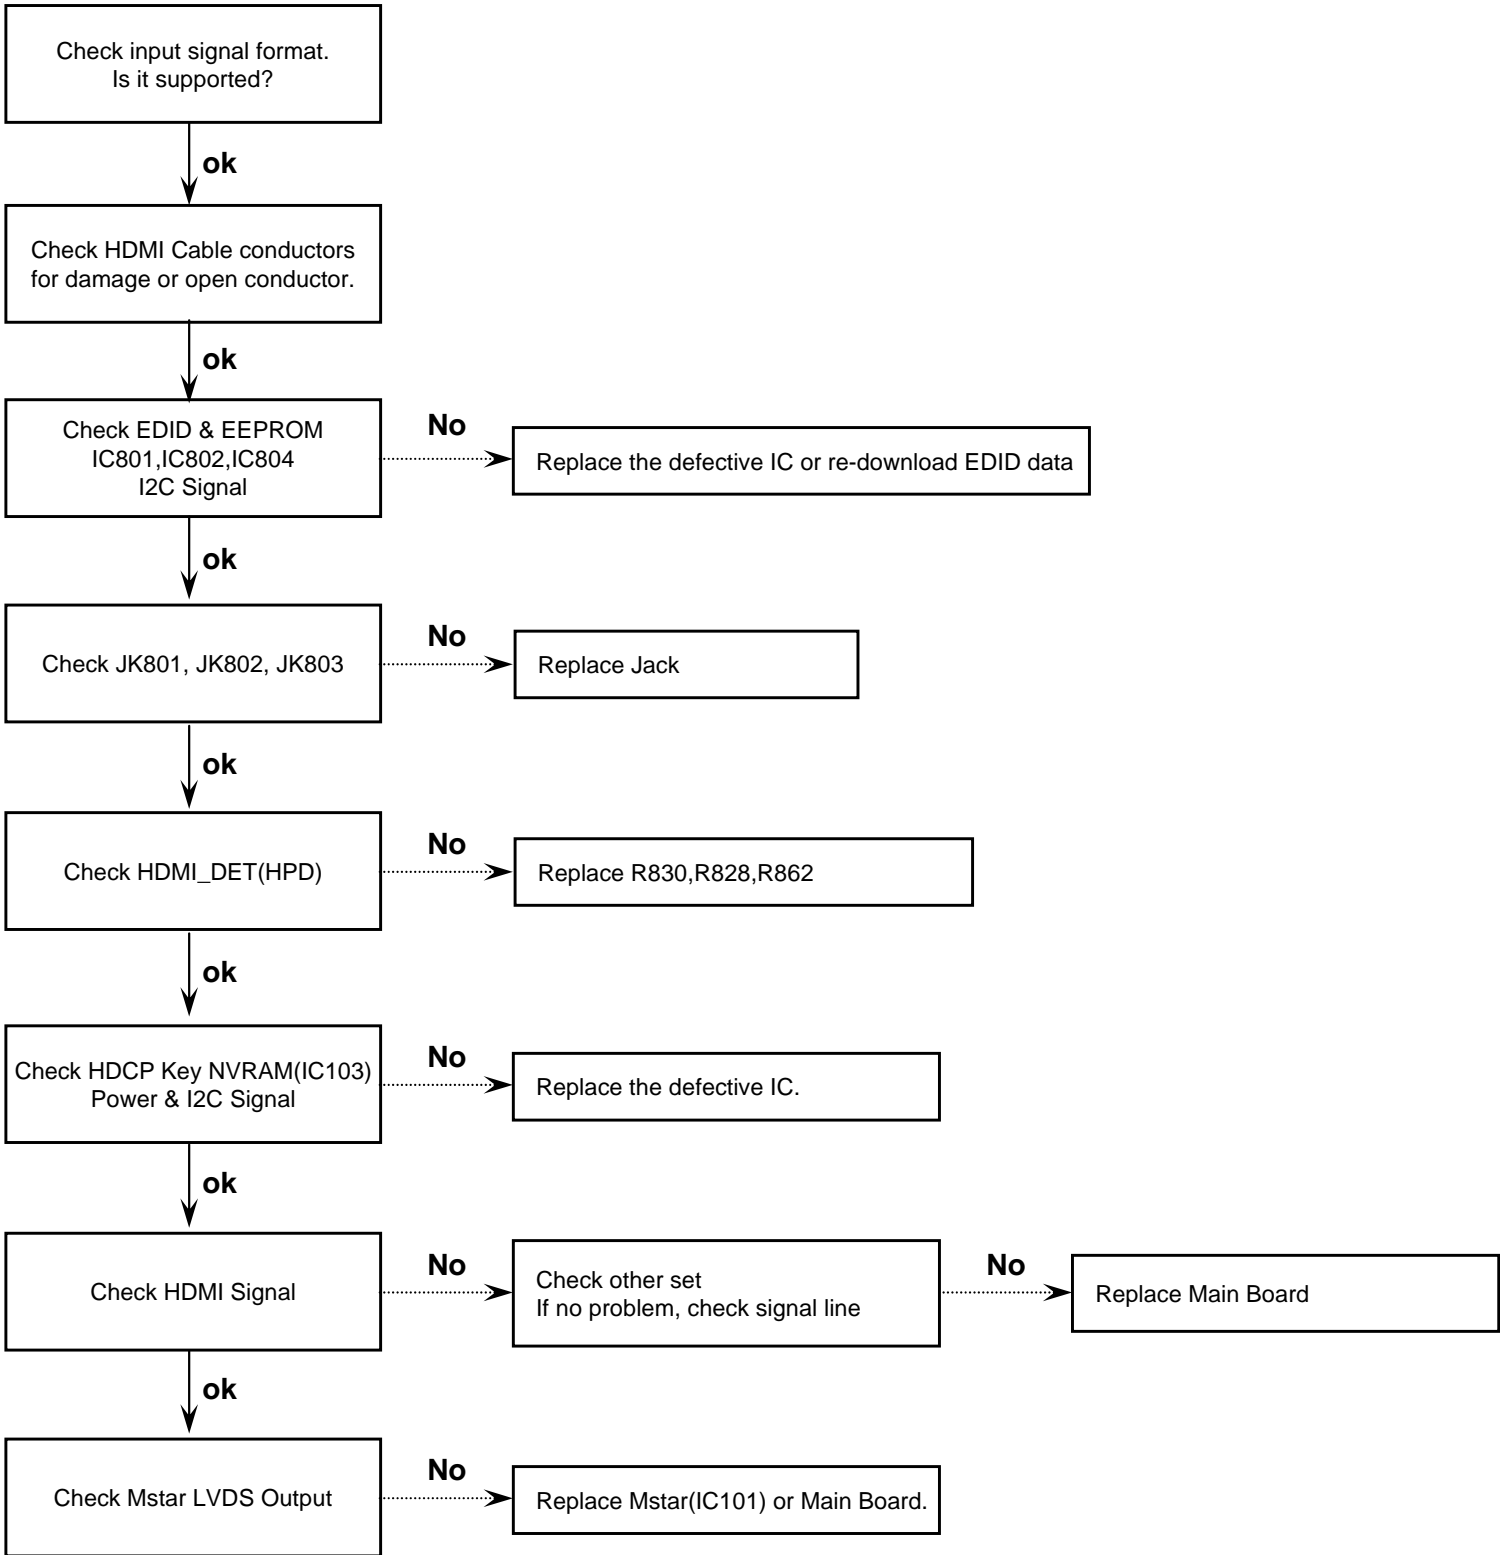 Check input signal format.
Is it supported?
ok
Check HDMI Cable conductors
for damage or open conductor.
ok
Check EDID & EEPROM
IC801,IC802,IC804
I2C Signal
No
Replace the defective IC or re-download EDID data
ok
Check JK801, JK802, JK803
No
Replace Jack
ok
Check HDMI_DET(HPD)
No
Replace R830,R828,R862
ok
Check HDCP Key NVRAM(IC103)
Power & I2C Signal
No
Replace the defective IC.
ok
Check HDMI Signal
No
Check other set
If no problem, check signal line
No
Replace Main Board
ok
Check Mstar LVDS Output
No
Replace Mstar(IC101) or Main Board.